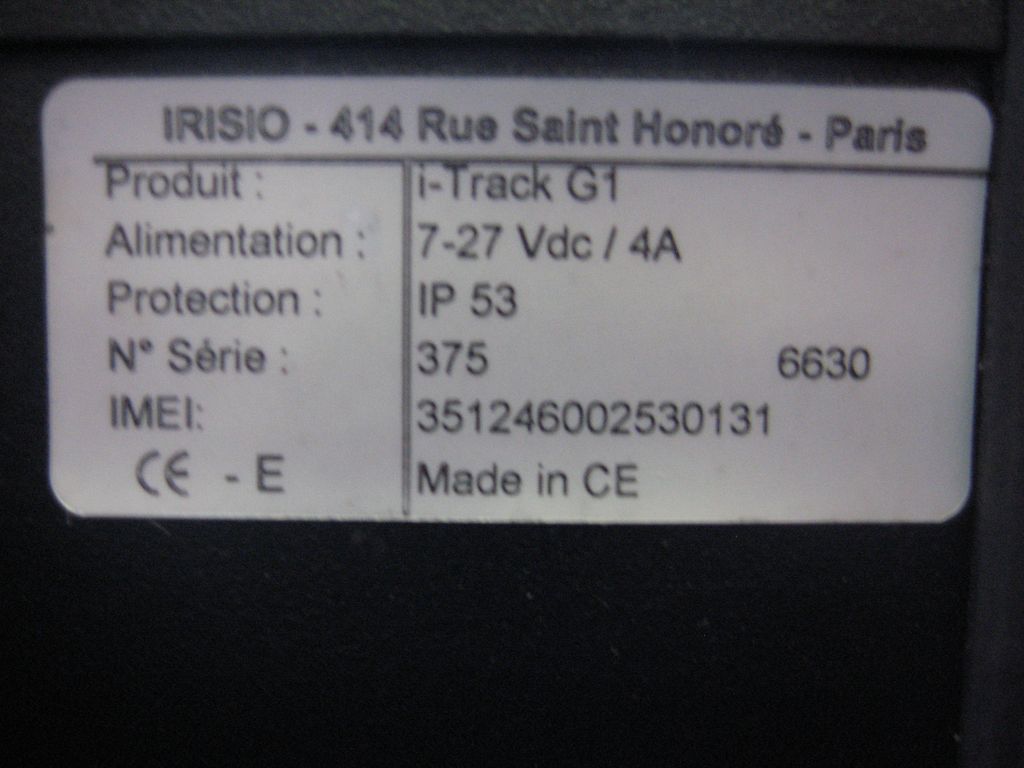 IRISIO - 414 Rue Saint Honoré - Paris
Produit : i-Track G1
Alimentation : 7-27 Vdc / 4A
Protection : IP 53
N° Série : 375 6630
IMEI: 351246002530131
CE - E Made in CE